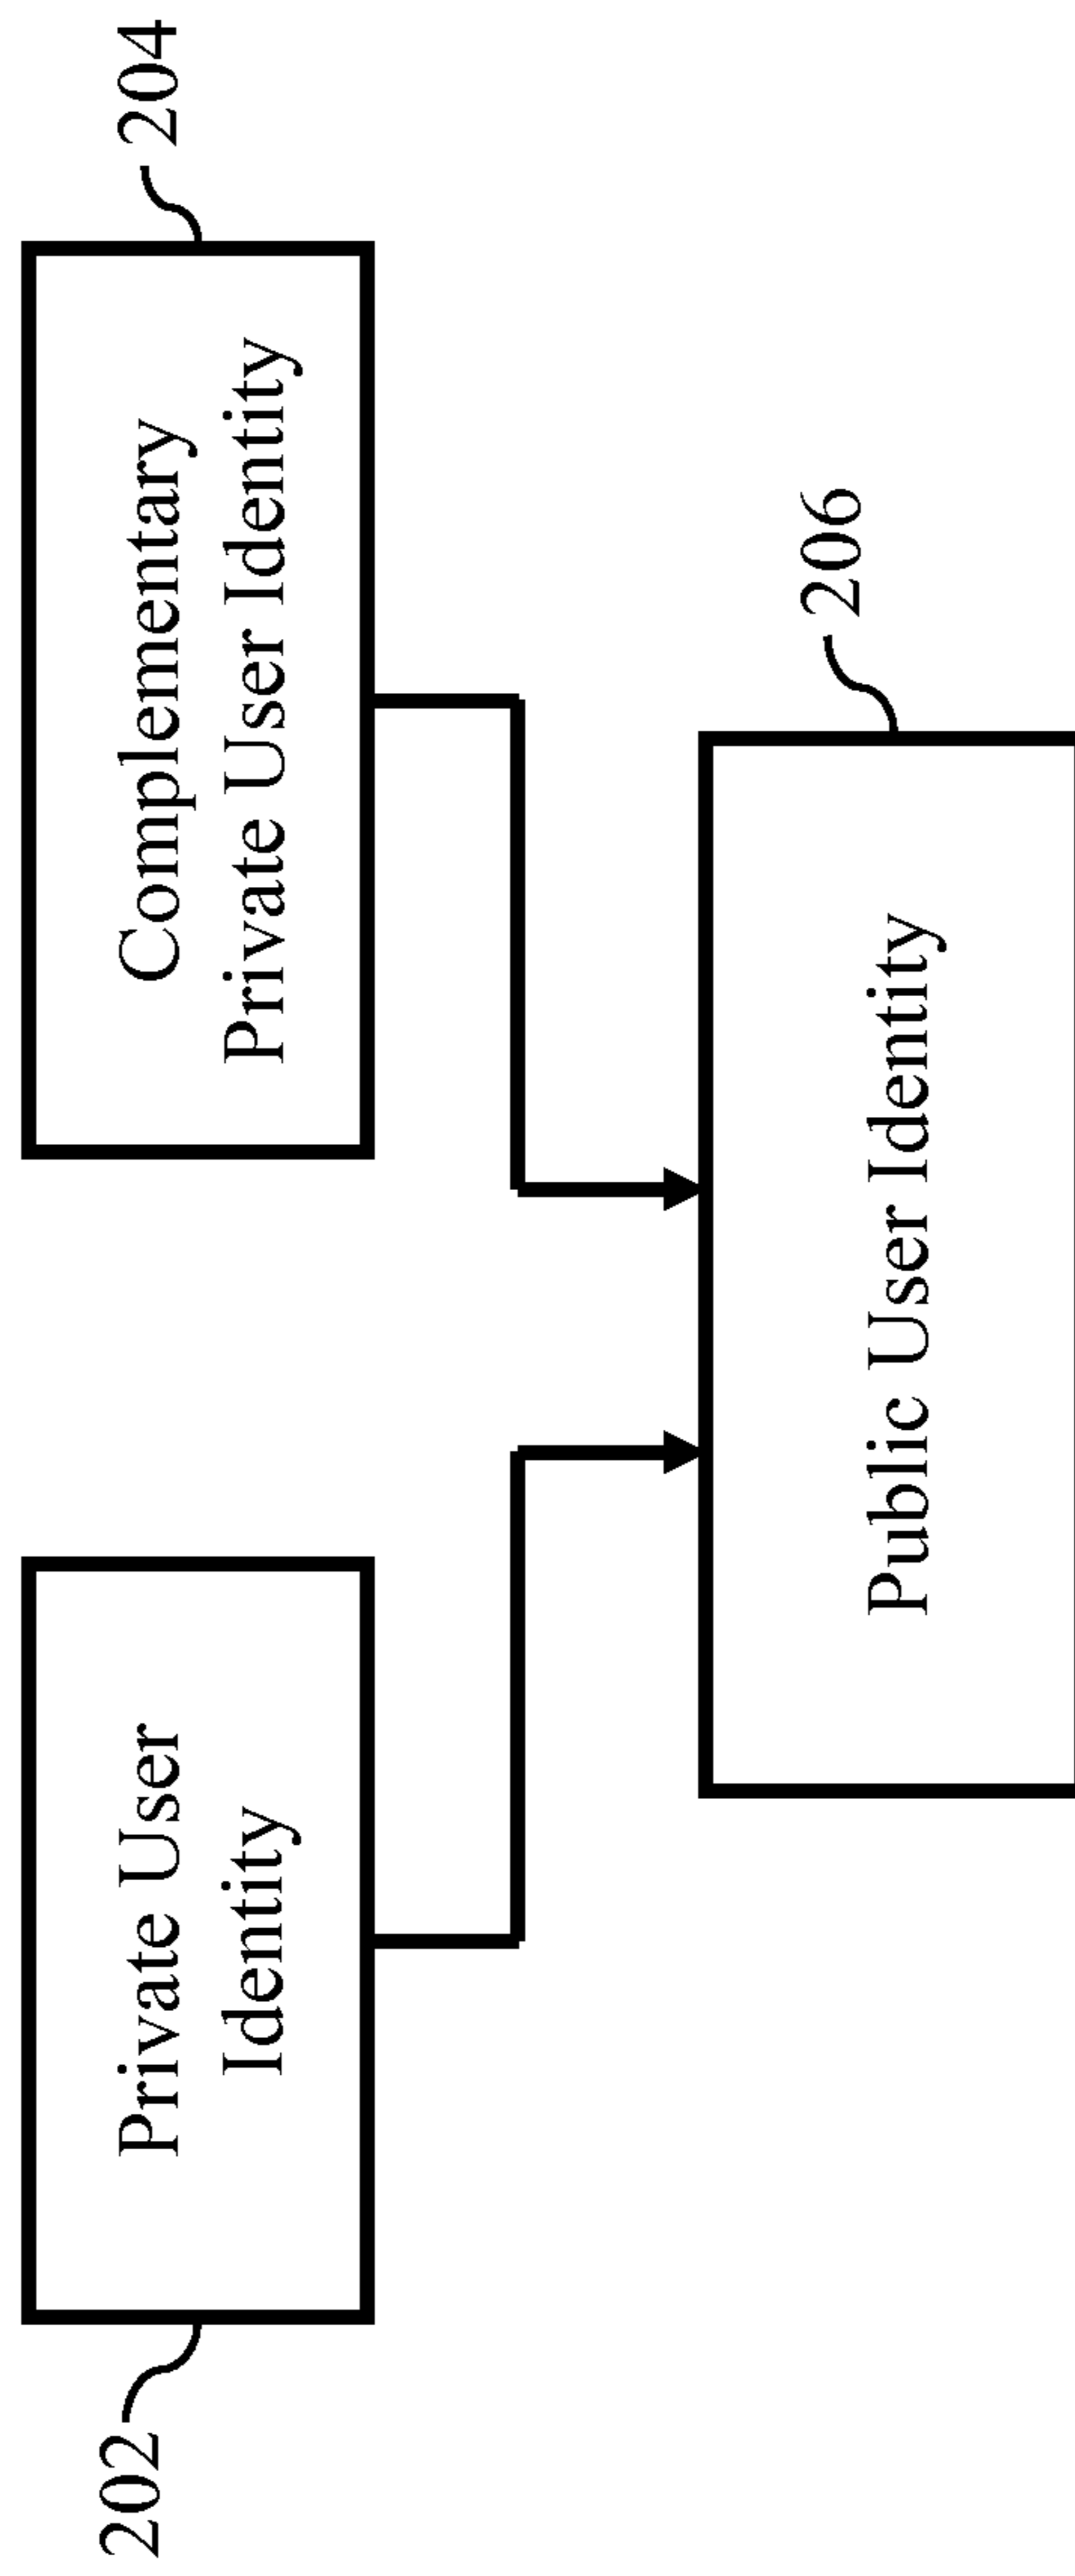 202
Private User
Identity
Complementary
Private User Identity
204
Public User Identity
206